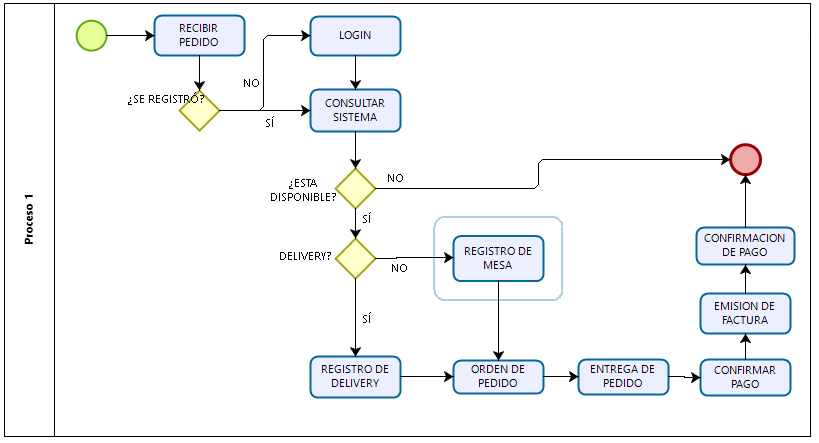 Proceso 1
RECIBIR
PEDIDO
LOGIN
NO
¿SE REGISTRÓ?
SÍ
CONSULTAR
SISTEMA
¿ESTA
DISPONIBLE?
NO
SÍ
DELIVERY?
NO
REGISTRO DE
MESA
SÍ
REGISTRO DE
DELIVERY
ORDEN DE
PEDIDO
ENTREGA DE
PEDIDO
CONFIRMAR
PAGO
EMISION DE
FACTURA
CONFIRMACION
DE PAGO